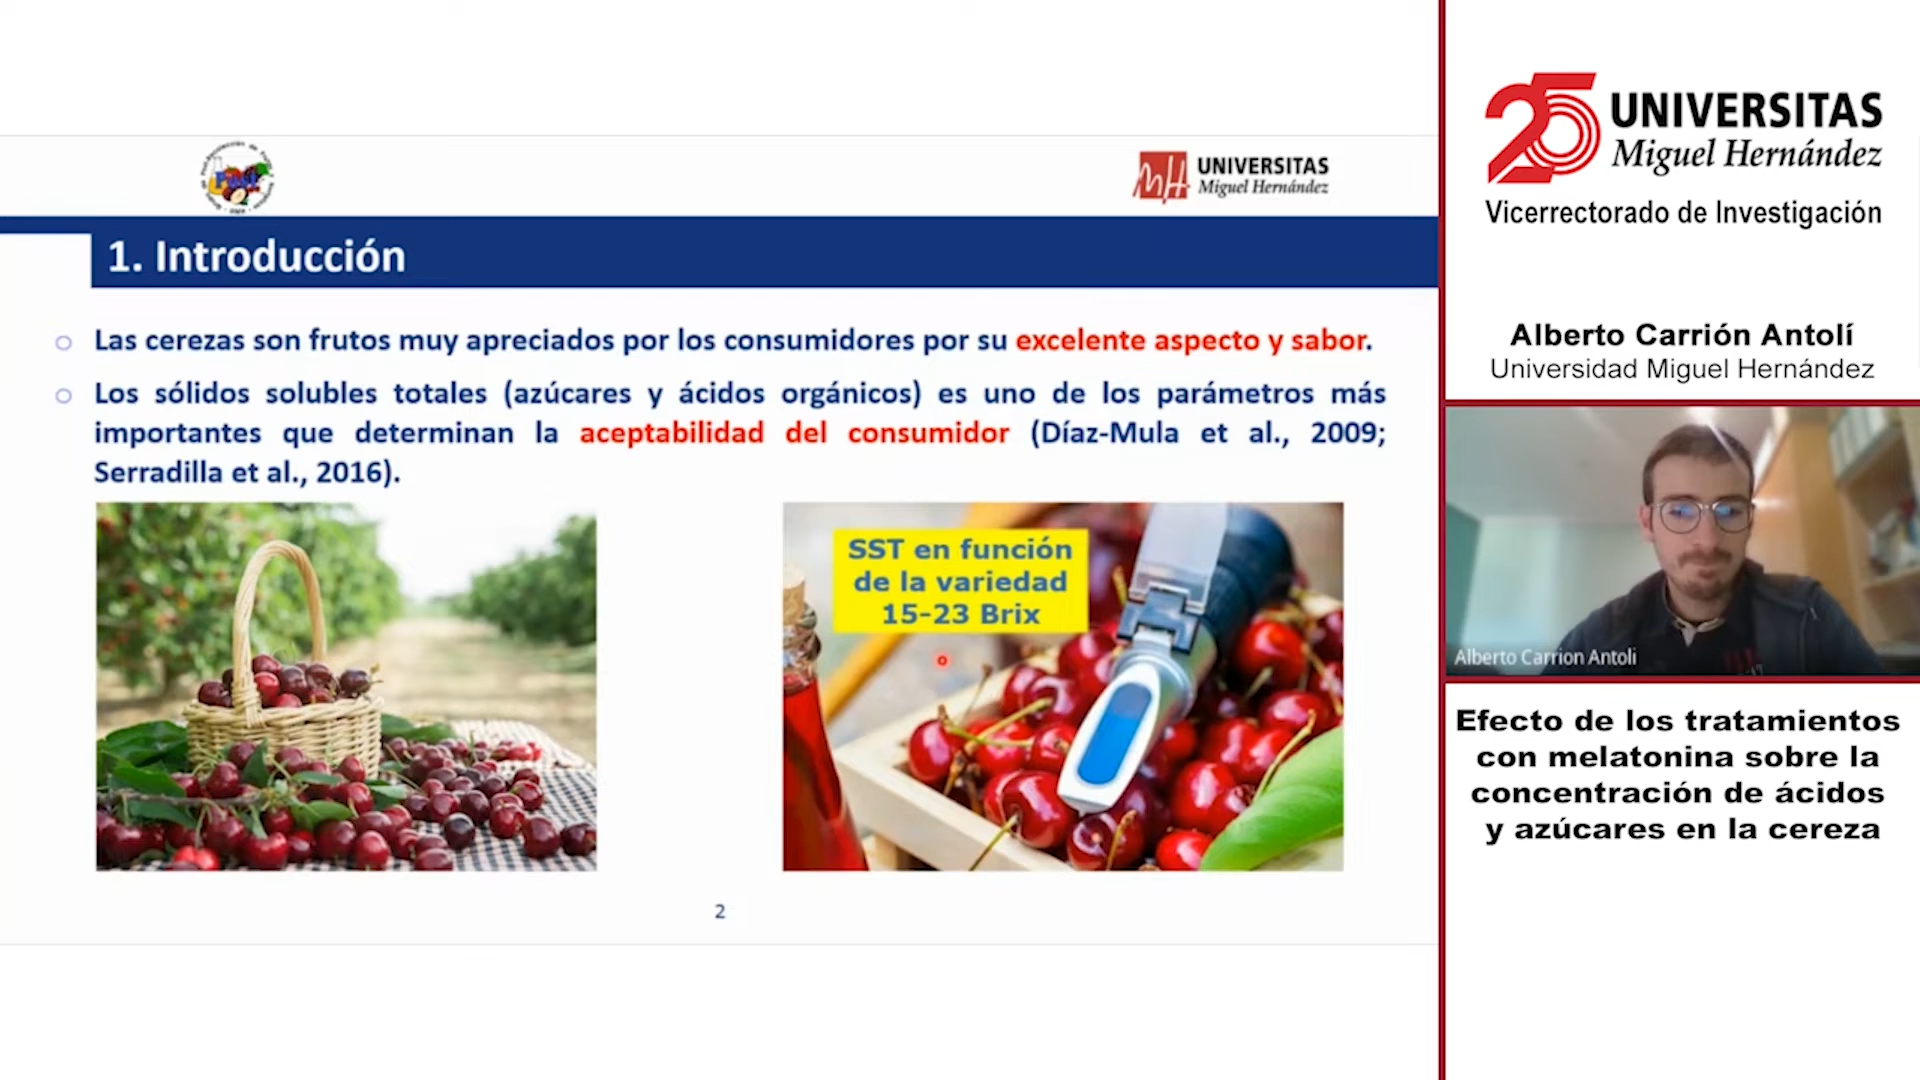 UNIVERSITAS
Miguel Hernández
1. Introducción
Las cerezas son frutos muy apreciados por los consumidores por su excelente aspecto y sabor.
Los sólidos solubles totales (azúcares y ácidos orgánicos) es uno de los parámetros más
importantes que determinan la aceptabilidad del consumidor (Díaz-Mula et al., 2009;
Serradilla et al., 2016).
SST en función
de la variedad
15-23 Brix
2
25 UNIVERSITAS
Miguel Hernández
Vicerrectorado de Investigación
Alberto Carrión Antolí
Universidad Miguel Hernández
Alberto Carrion Antoli
Efecto de los tratamientos
con melatonina sobre la
concentración de ácidos
y azúcares en la cereza